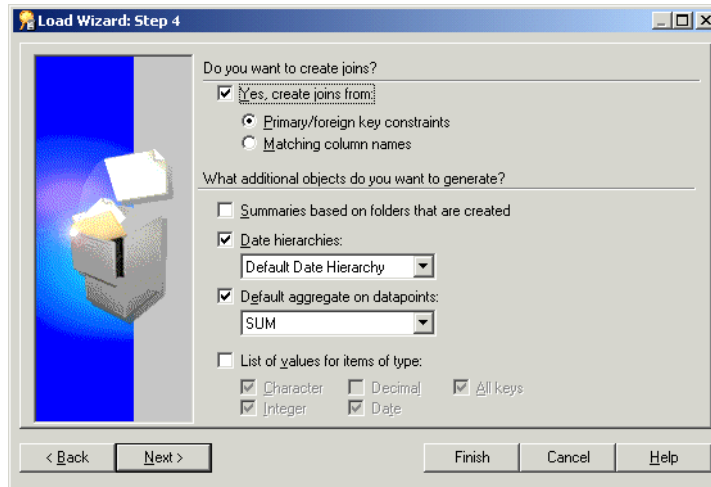 Load Wizard: Step 4
Do you want to create joins?
Yes, create joins from:
Primary/foreign key constraints
Matching column names
What additional objects do you want to generate?
Summaries based on folders that are created
Date hierarchies:
Default Date Hierarchy
Default aggregate on datapoints:
SUM
List of values for items of type:
Character Decimal All keys
Integer Date
< Back Next > Finish Cancel Help